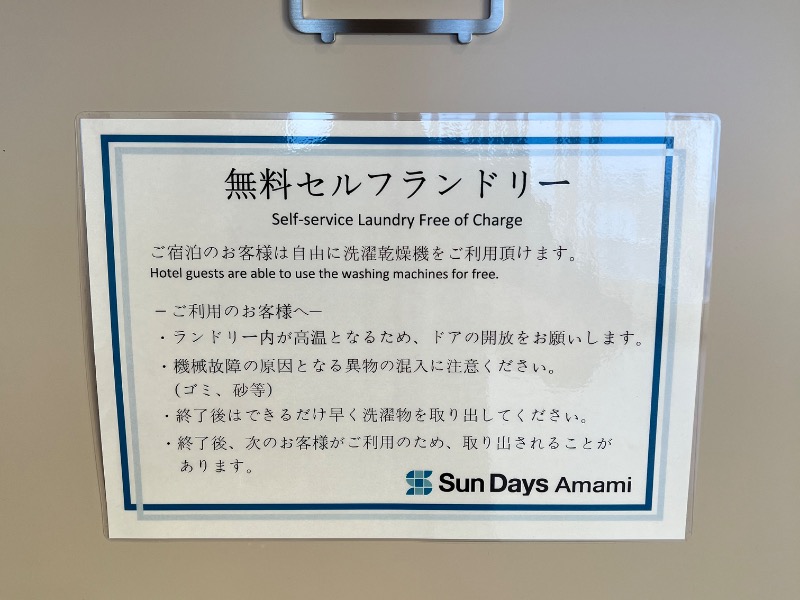 無料セルフランドリー
Self-service Laundry Free of Charge
ご宿泊のお客様は自由に洗濯乾燥機をご利用頂けます。
Hotel guests are able to use the washing machines for free.
－ご利用のお客様へ－
・ランドリー内が高温となるため、ドアの開放をお願いします。
・機械故障の原因となる異物の混入に注意ください。
（ゴミ、砂等）
・終了後はできるだけ早く洗濯物を取り出してください。
・終了後、次のお客様がご利用のため、取り出されることが
あります。
Sun Days Amami